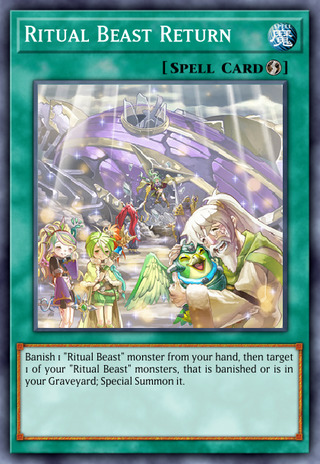 Ritual Beast Return
魔
[Spell Card]
Banish 1 "Ritual Beast" monster from your hand, then target
1 of your "Ritual Beast" monsters, that is banished or is in
your Graveyard; Special Summon it.